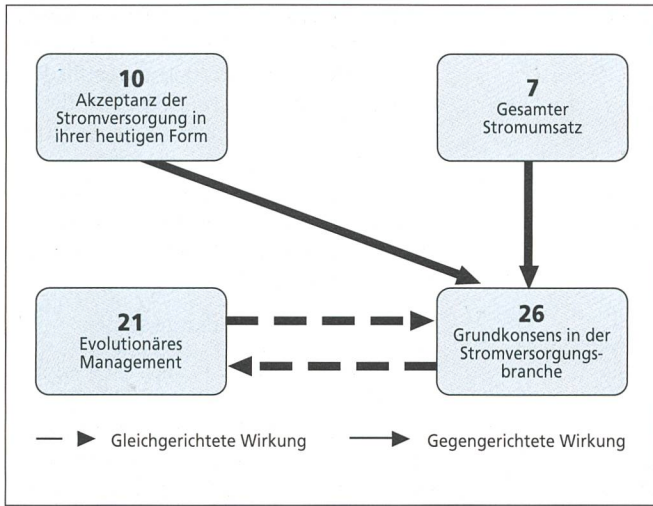 10
Akzeptanz der
Stromversorgung in
ihrer heutigen Form
7
Gesamter
Stromumsatz
21
Evolutionäres
Management
26
Grundkonsens in der
Stromversorgungs-
branche
Gleichgerichtete Wirkung
Gegengerichtete Wirkung